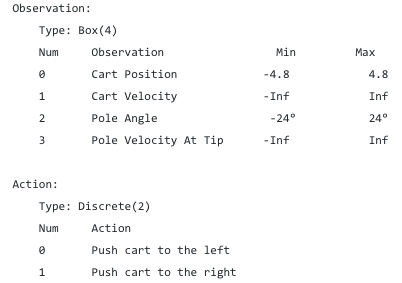 Observation:
Type: Box(4)
Num Observation Min Max
0 Cart Position -4.8 4.8
1 Cart Velocity -Inf Inf
2 Pole Angle -24° 24°
3 Pole Velocity At Tip -Inf Inf
Action:
Type: Discrete(2)
Num Action
0 Push cart to the left
1 Push cart to the right